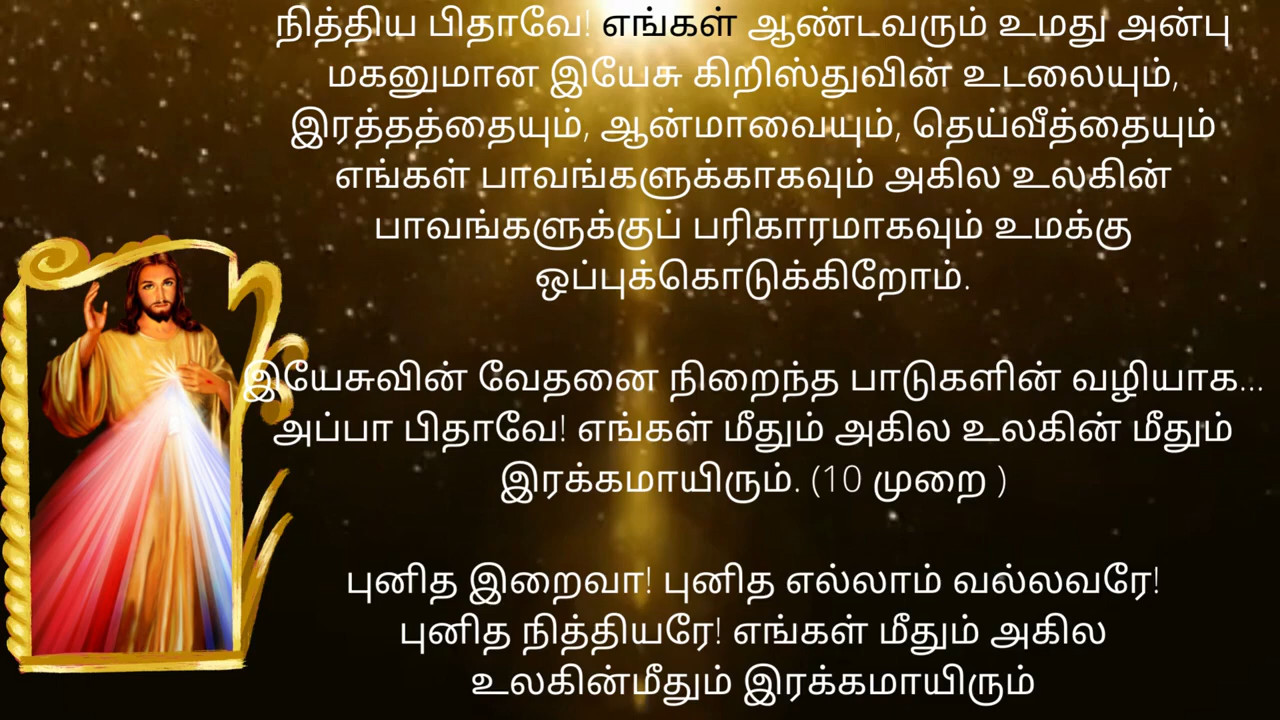 நித்திய பிதாவே! எங்கள் ஆண்டவரும் உமது அன்பு
மகனுமான இயேசு கிறிஸ்துவின் உடலையும்,
இரத்தத்தையும், ஆன்மாவையும், தெய்வீத்தையும்
எங்கள் பாவங்களுக்காகவும் அகில உலகின்
பாவங்களுக்குப் பரிகாரமாகவும் உமக்கு
ஒப்புக்கொடுக்கிறோம்.
இயேசுவின் வேதனை நிறைந்த பாடுகளின் வழியாக...
அப்பா பிதாவே! எங்கள் மீதும் அகில உலகின் மீதும்
இரக்கமாயிரும். (10 முறை )
புனித இறைவா! புனித எல்லாம் வல்லவரே!
புனித நித்தியரே! எங்கள் மீதும் அகில
உலகின்மீதும் இரக்கமாயிரும்